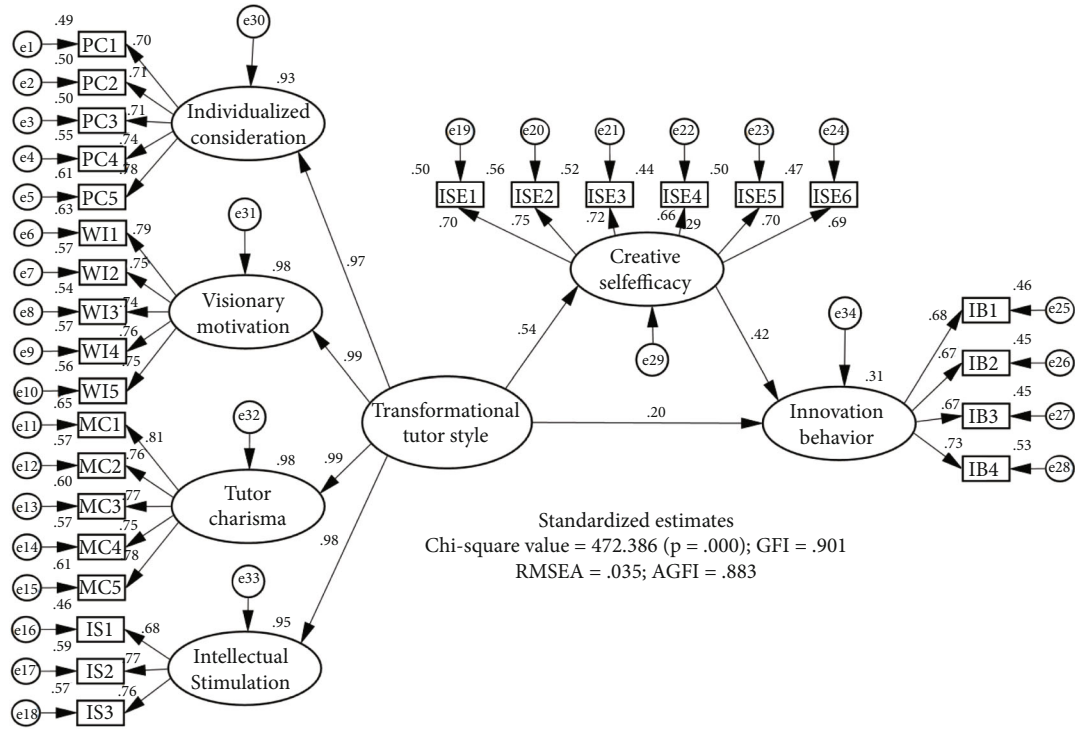 .49
e1 PC1 .70
.50
e2 PC2 .71
.50
e3 PC3 .71
.55
e4 PC4 .74
.61
e5 PC5 .78
.63
e30
.93
Individualized
consideration
e6 WI1 .79
.57
e7 WI2 .75
.54
e8 WI3 .74
.57
e9 WI4 .76
.56
e10 WI5 .75
.65
e31
.98
Visionary
motivation
e11 MC1 .81
.57
e12 MC2 .76
.60
e13 MC3 .77
.57
e14 MC4 .75
.61
e15 MC5 .78
.46
e32
.98
Tutor
charisma
e16 IS1 .68
.59
e17 IS2 .77
.57
e18 IS3 .76
e33
.95
Intellectual
Stimulation
.97
.99
.99
.98
Transformational
tutor style
.54
.20
e19 e20 e21 e22 e23 e24
.50 .56 .52 .44 .50 .47
ISE1 ISE2 ISE3 ISE4 ISE5 ISE6
.70 .75 .72 .66 .29 .70 .69
Creative
selfefficacy
e29
.42
e34
.31
Innovation
behavior
.68 IB1 .46 e25
.67 IB2 .45 e26
.67 IB3 .45 e27
.73 IB4 .53 e28
Standardized estimates
Chi-square value = 472.386 (p = .000); GFI = .901
RMSEA = .035; AGFI = .883